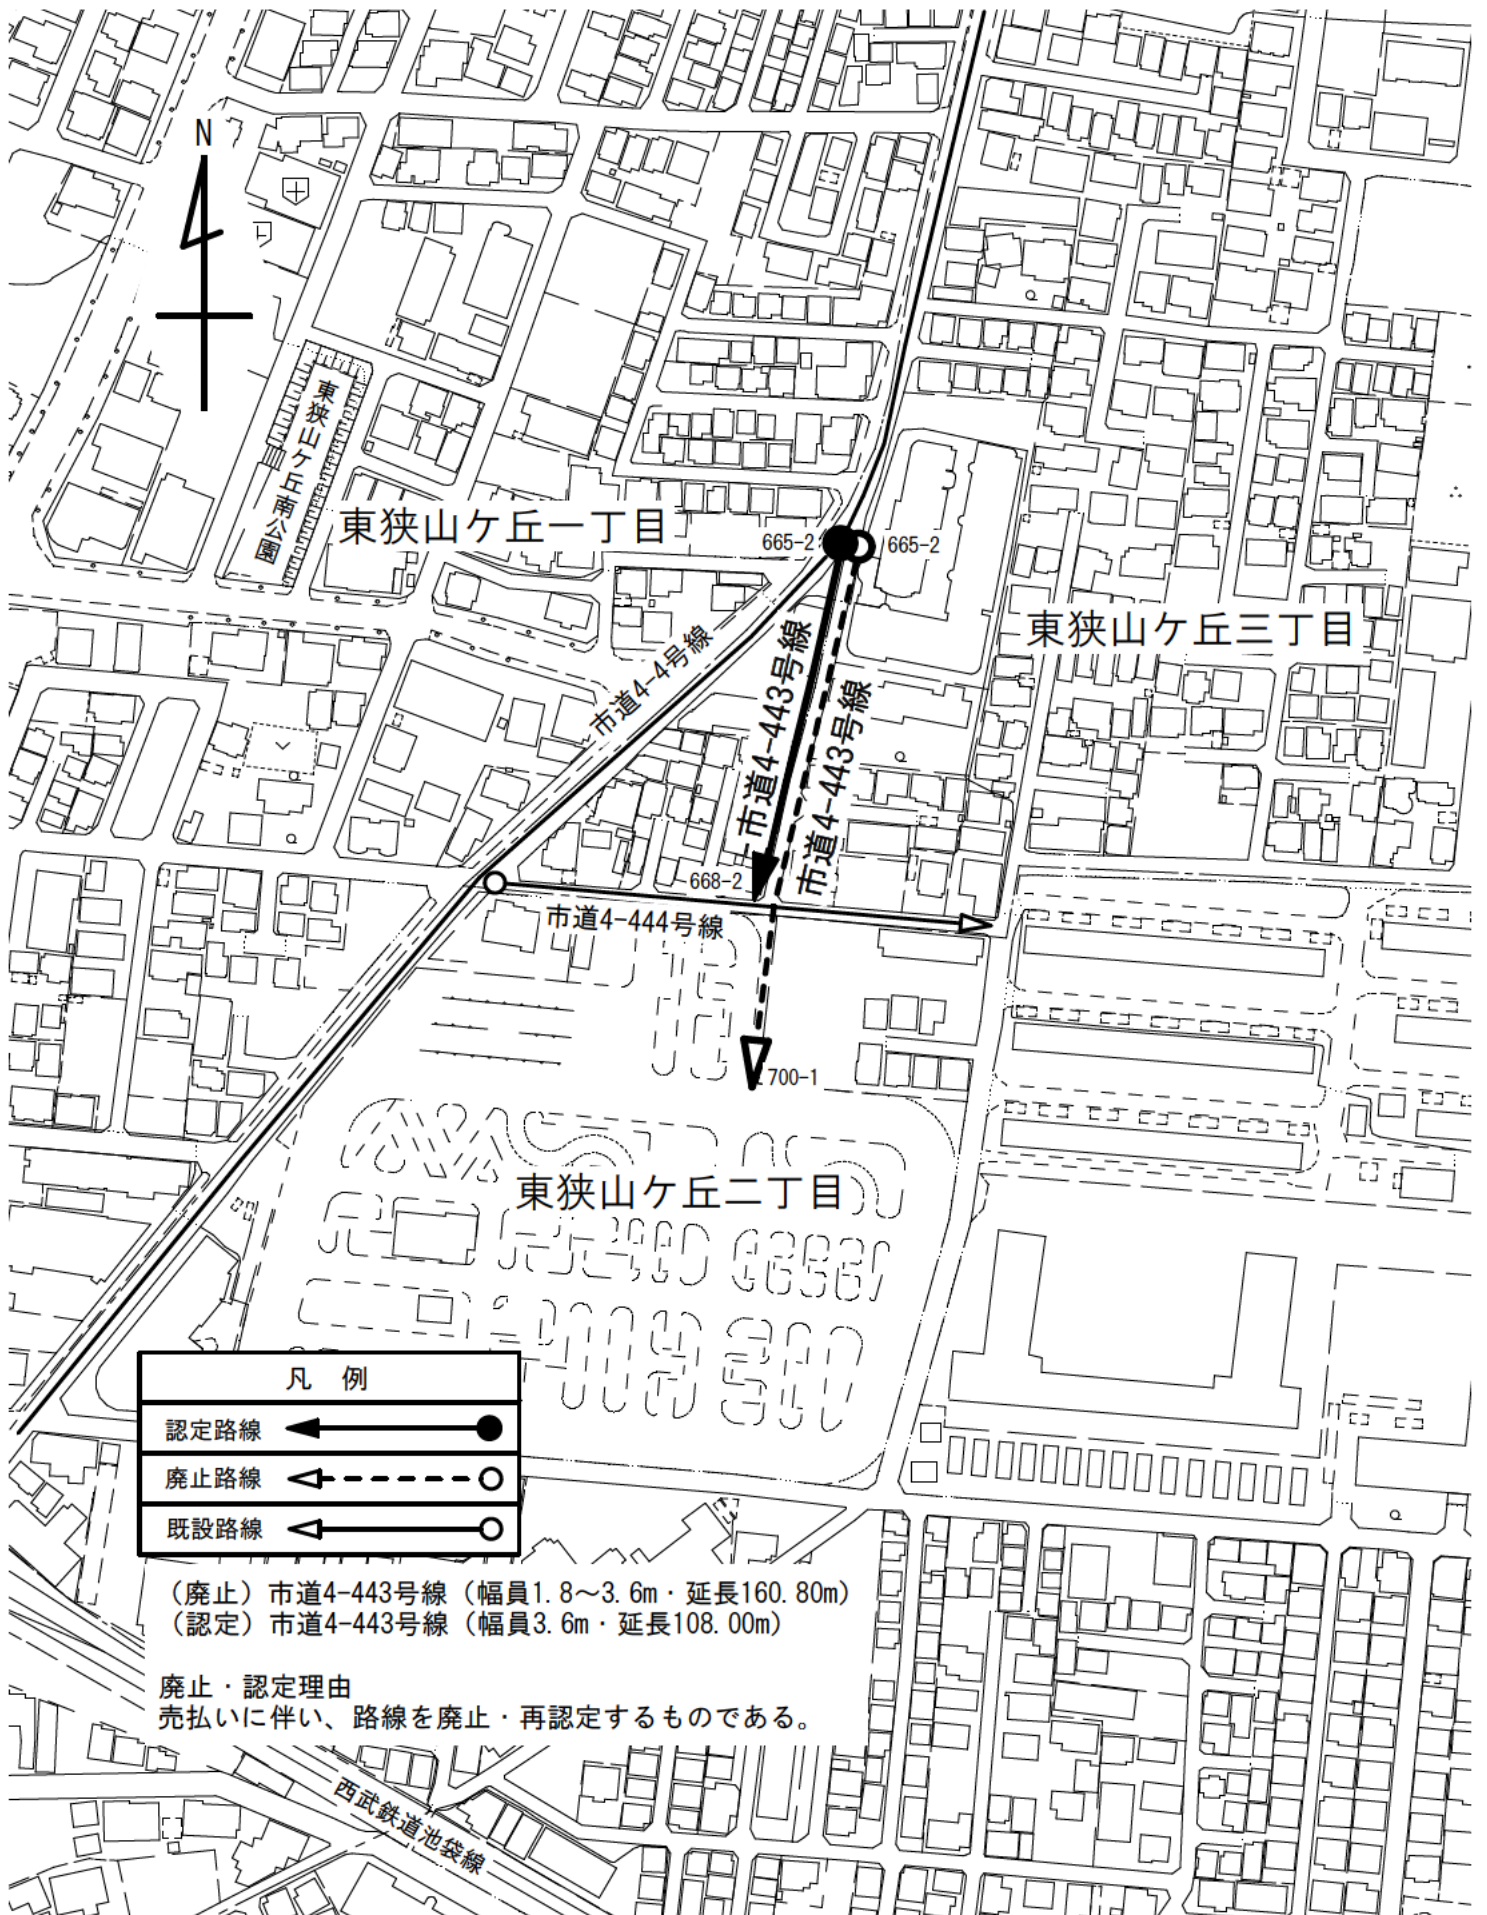 N
東狭山ケ丘南公園
東狭山ケ丘一丁目
665-2
665-2
東狭山ケ丘三丁目
市道4-4号線
市道4-443号線
市道4-443号線
668-2
市道4-444号線
700-1
東狭山ケ丘二丁目
凡 例
認定路線
廃止路線
既設路線
（廃止）市道4-443号線（幅員1.8～3.6m・延長160.80m）
（認定）市道4-443号線（幅員3.6m・延長108.00m）
廃止・認定理由
売払いに伴い、路線を廃止・再認定するものである。
西武鉄道池袋線